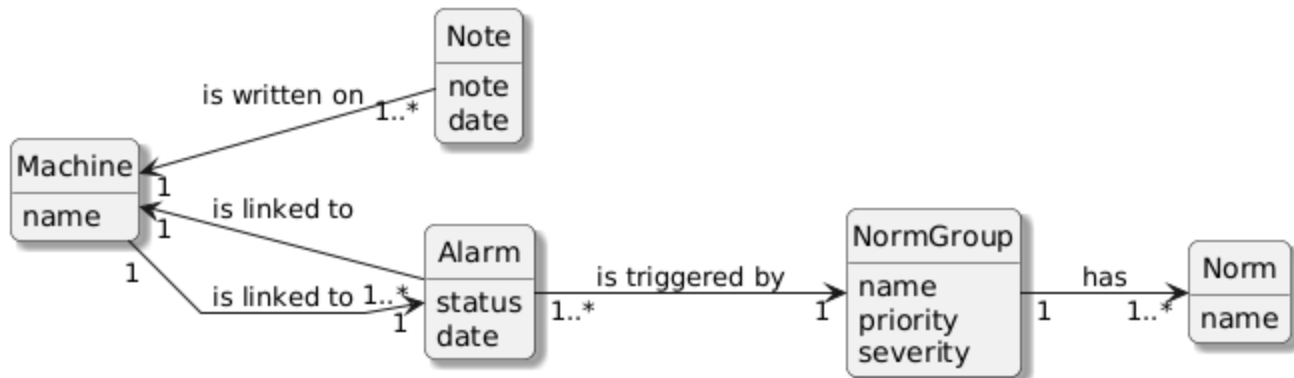 Note
note
date
is written on
1..*
Machine
name
1
is linked to
1
Alarm
status
date
1
is linked to
1..*
1
is triggered by
1..*
1
NormGroup
name
priority
severity
has
1
1..*
Norm
name